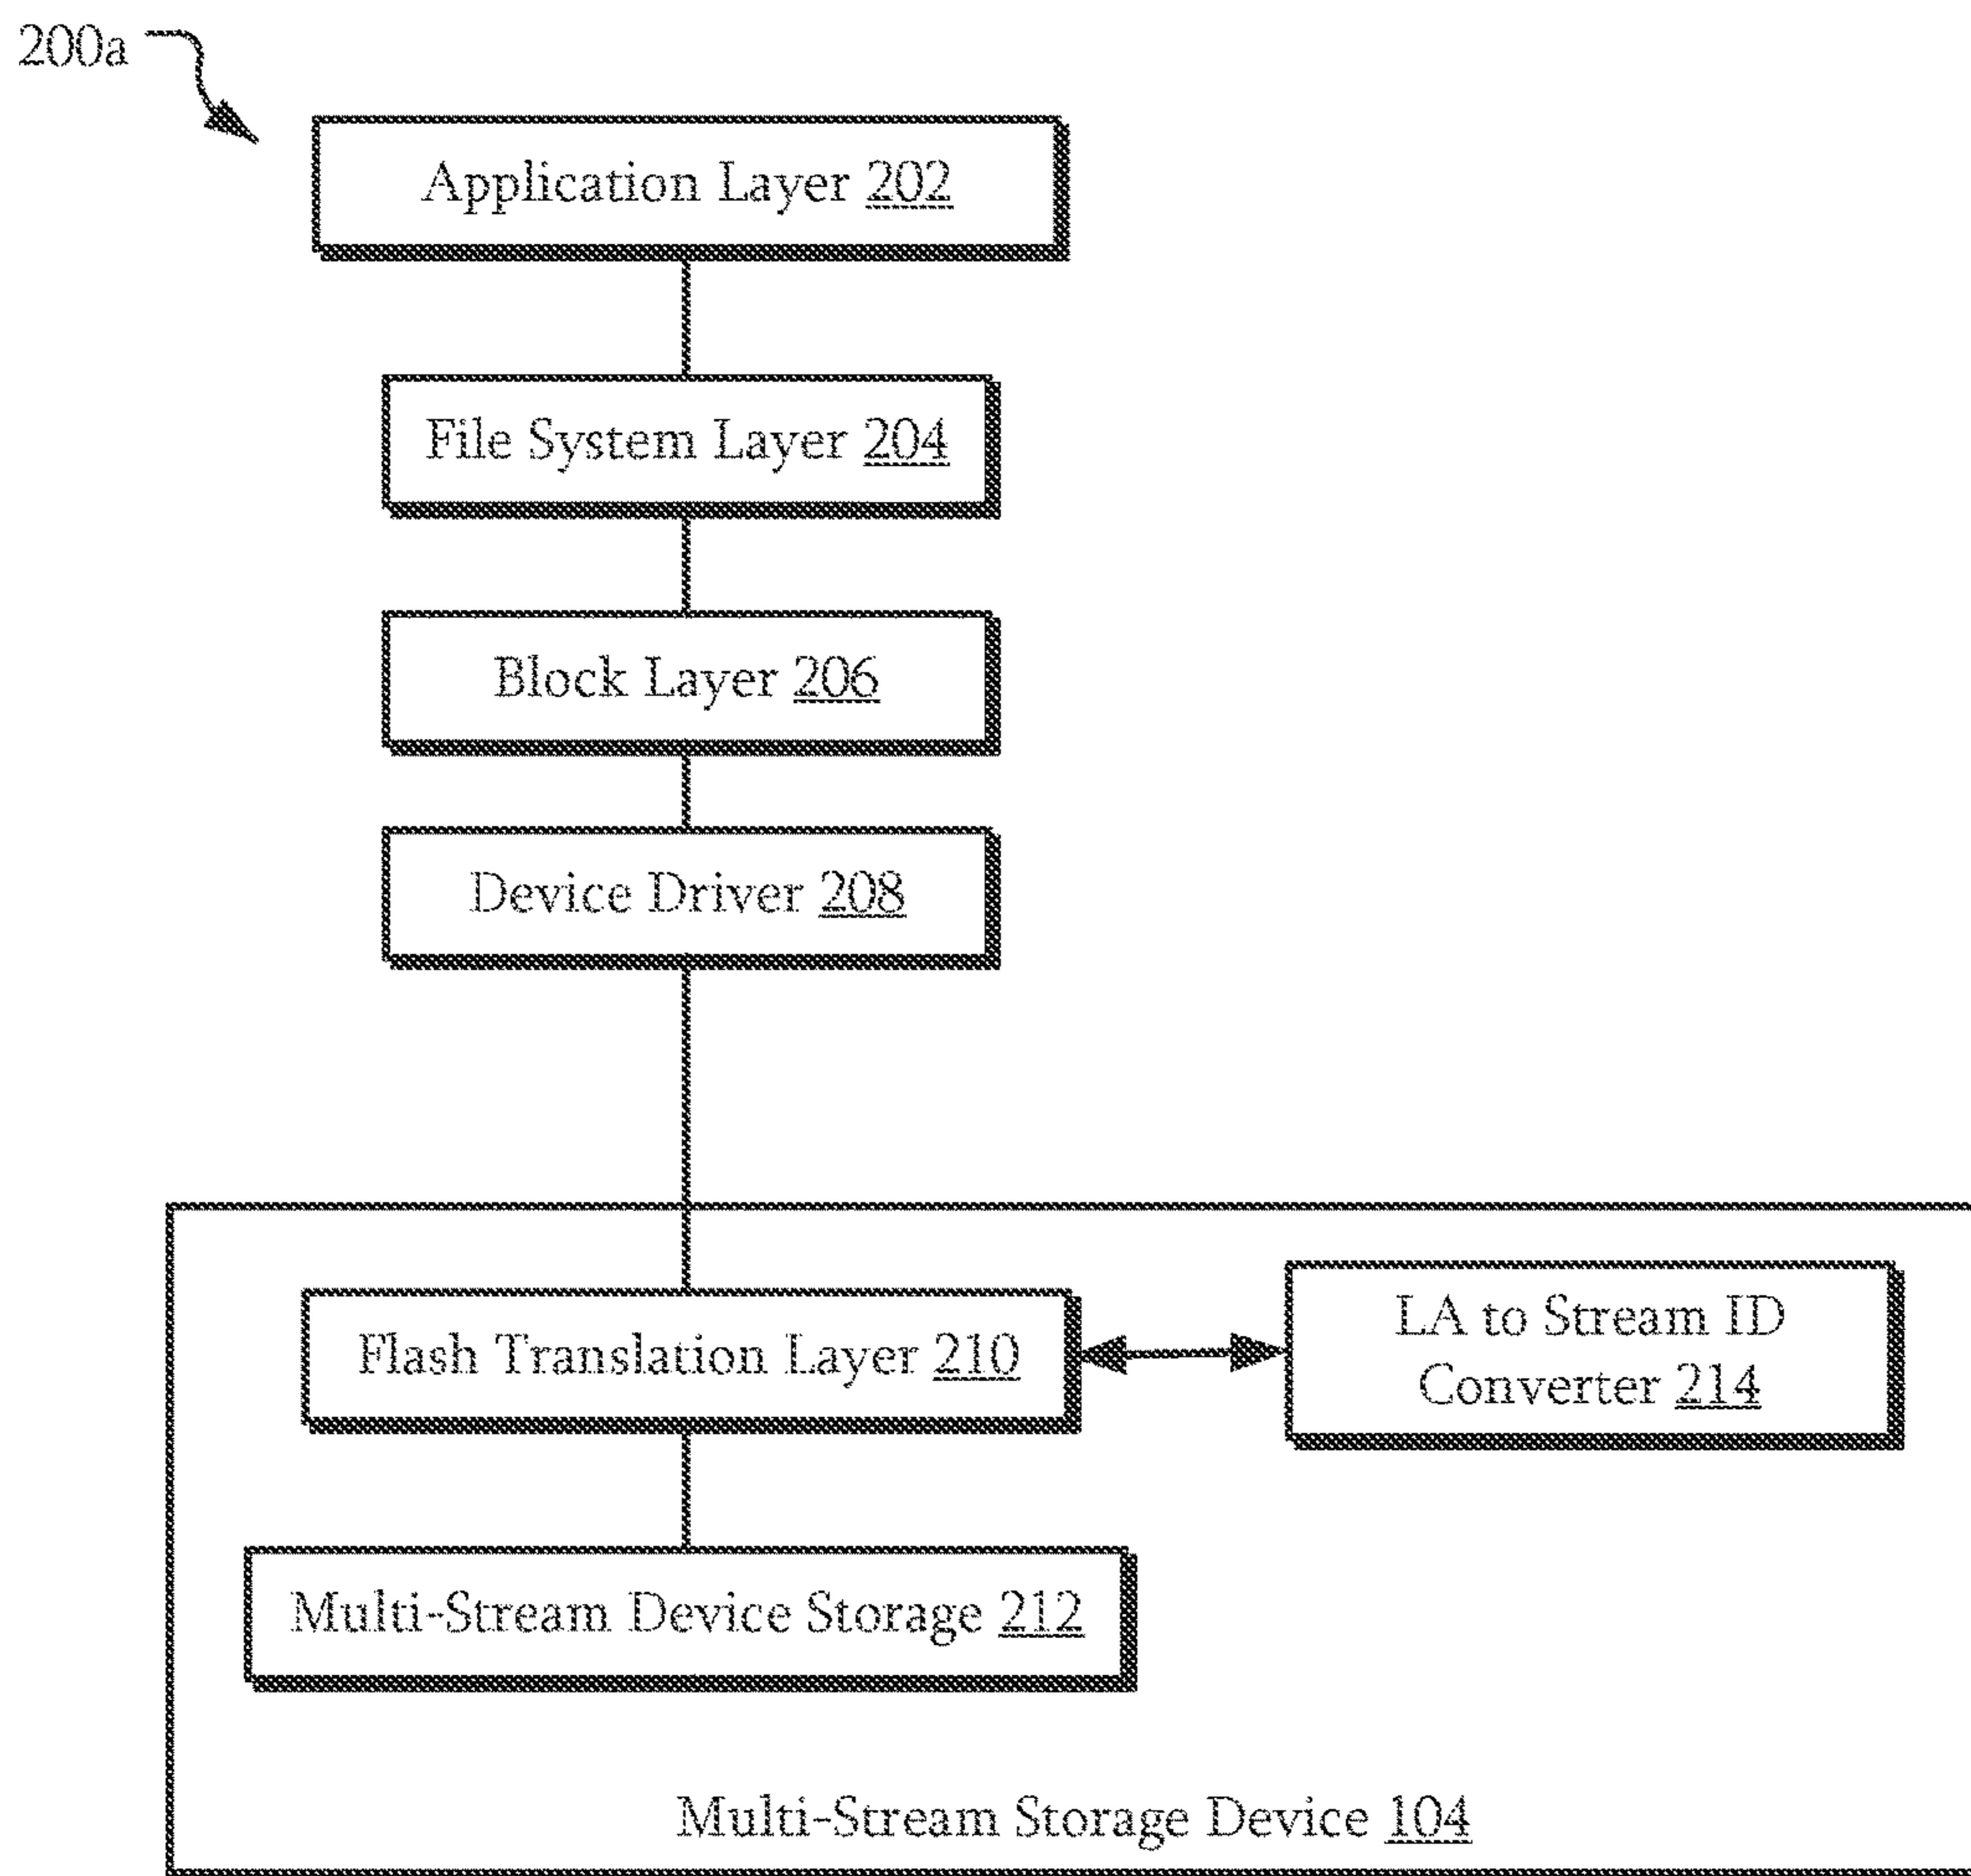 200a
Application Layer 202
File System Layer 204
Block Layer 206
Device Driver 208
Flash Translation Layer 210
LA to Stream ID
Converter 214
Multi-Stream Device Storage 212
Multi-Stream Storage Device 104